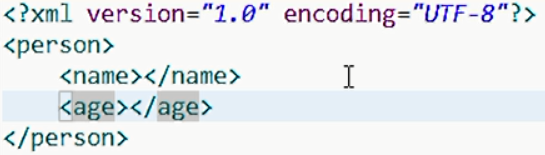 <?xml version="1.0" encoding="UTF-8"?>
<person>
    <name></name>
    <age></age>
</person>